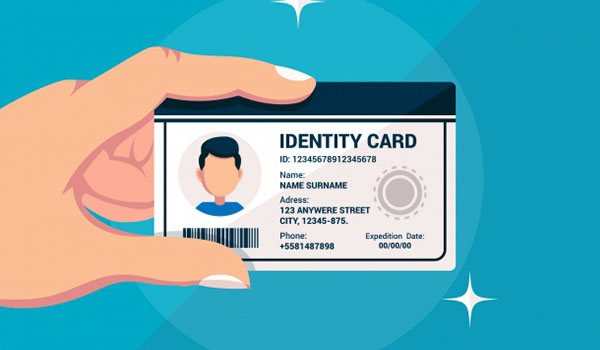 IDENTITY CARD
ID: 12345678912345678
Name:
NAME SURNAME
Adress:
123 ANYWERE STREET
CITY, 12345-875.
Phone:
+5581487898
Expedition Date:
00/00/00